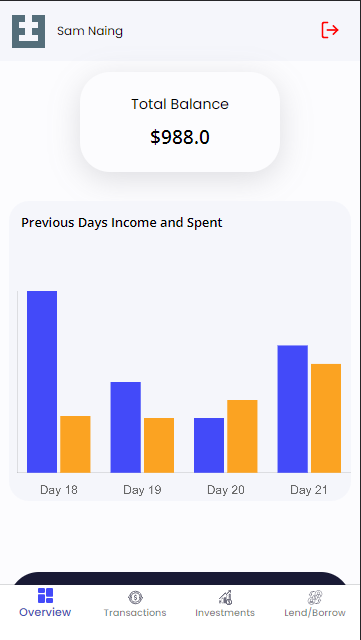 Sam Naing
Total Balance
$988.0
Previous Days Income and Spent
Day 18
Day 19
Day 20
Day 21
Overview
Transactions
Investments
Lend/Borrow